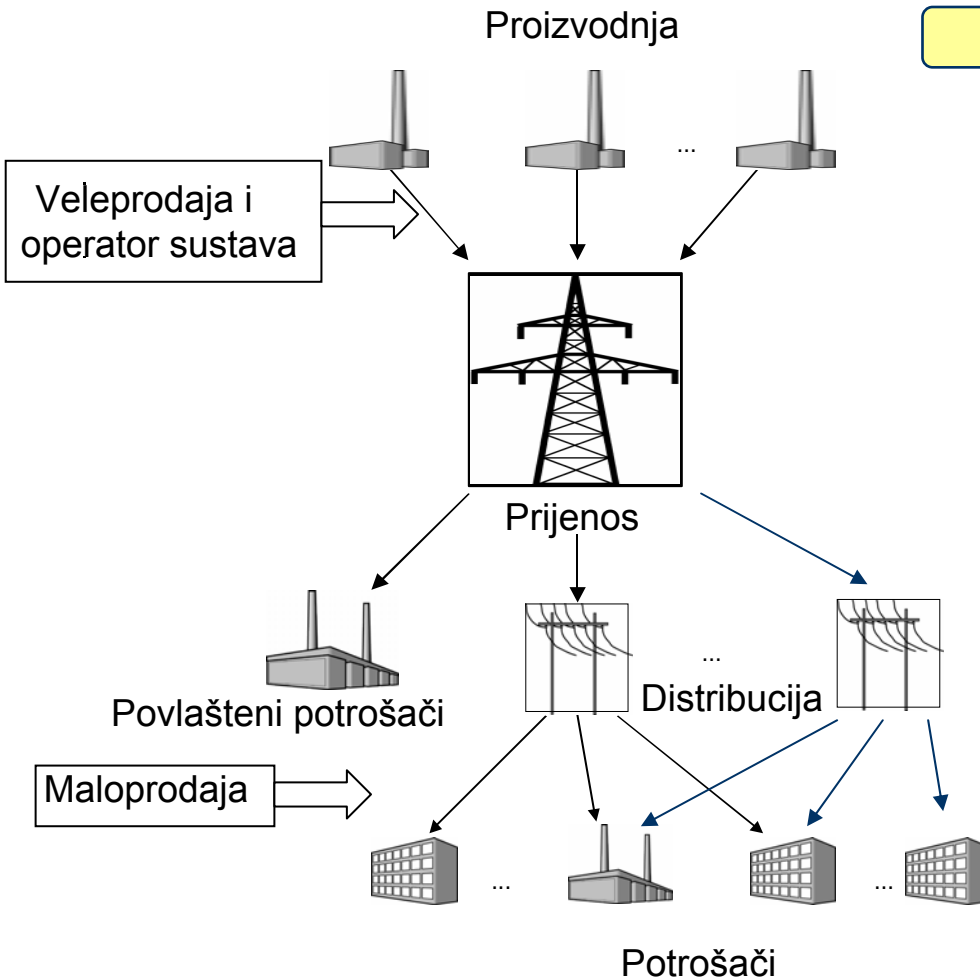 Proizvodnja
...
Veleprodaja i
operator sustava
Prijenos
...
Povlašteni potrošači
Distribucija
Maloprodaja
...
...
Potrošači